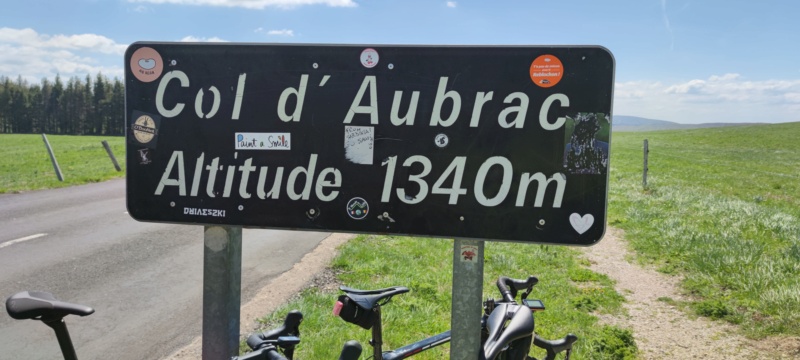 Col d'Aubrac
Paint a Smile
Altitude 1340m